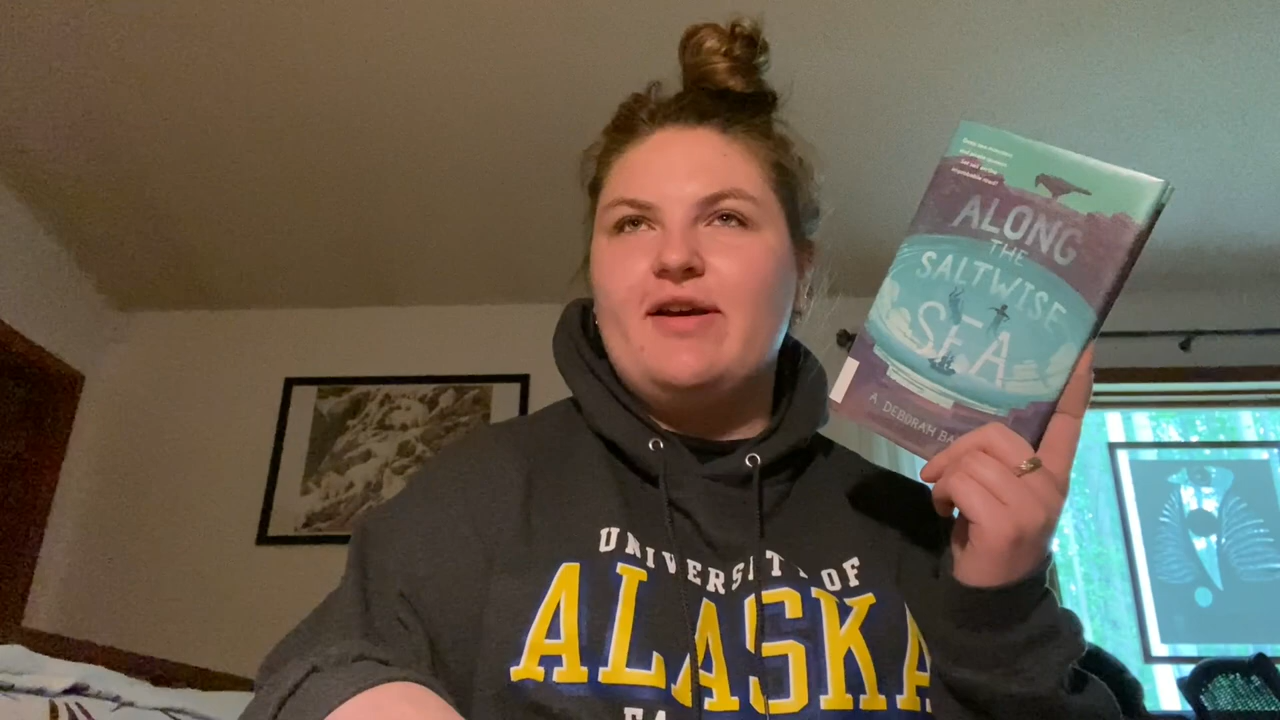 ALONG
THE
SALTWISE
SEA
A. DEBORAH BA
UNIVERSITY OF
ALASKA